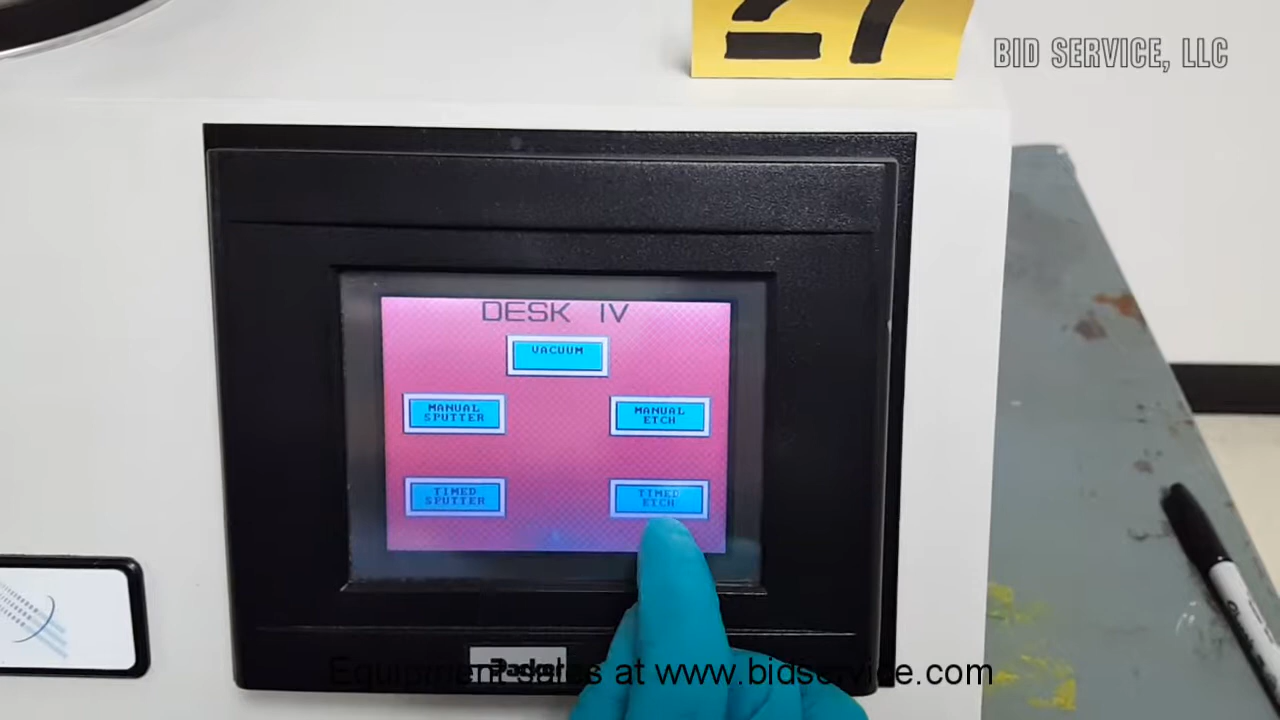 BID SERVICE, LLC
DESK IV
VACUUM
MANUAL
SPUTTER
MANUAL
ETCH
TIMED
SPUTTER
TIMED
ETCH
Equipment sales at www.bidservice.com